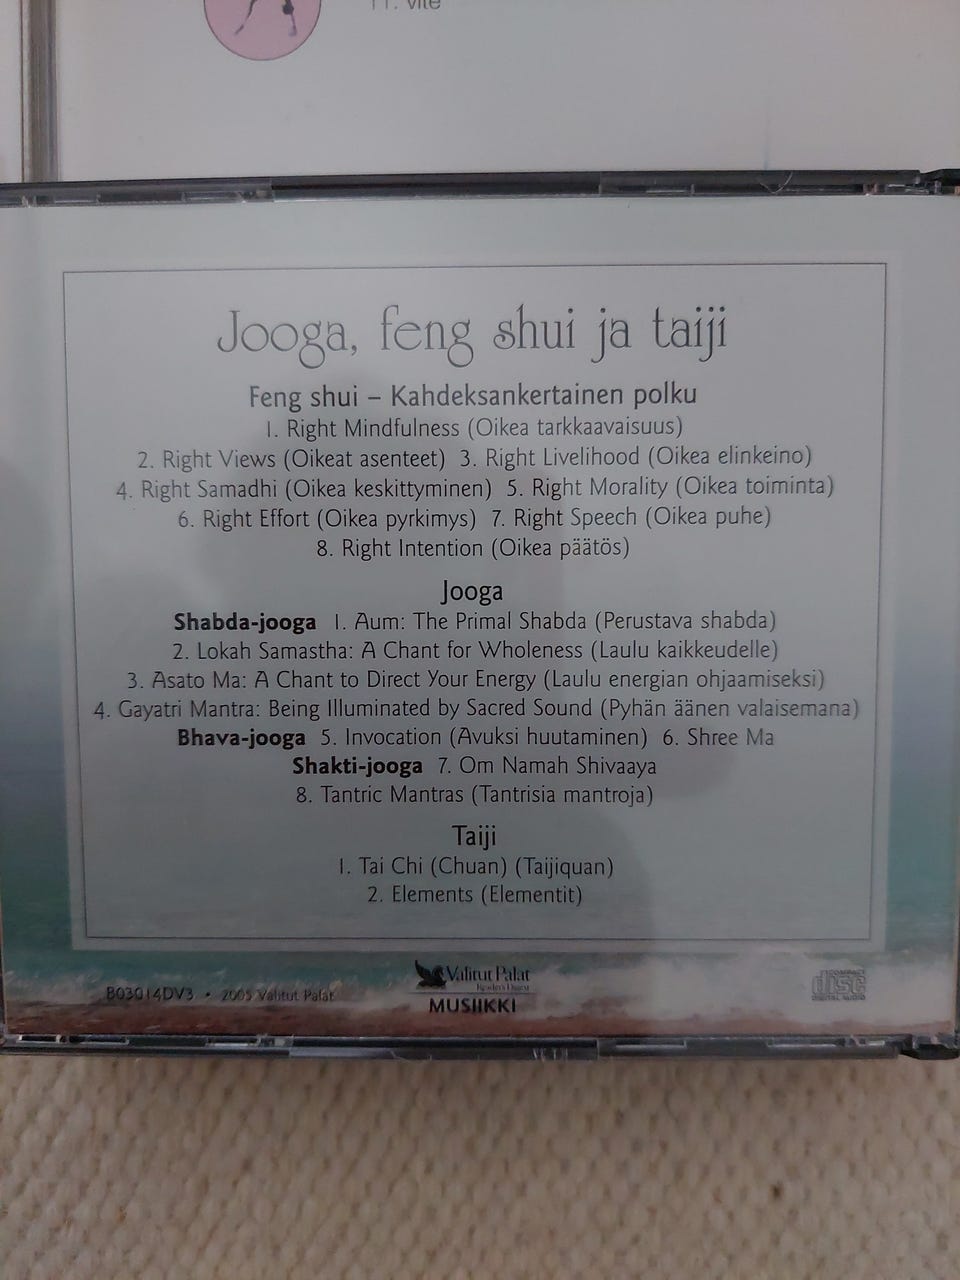 11. Vite
Jooga, feng shui ja taiji
Feng shui – Kahdeksankertainen polku
1. Right Mindfulness (Oikea tarkkaavaisuus)
2. Right Views (Oikeat asenteet) 3. Right Livelihood (Oikea elinkeino)
4. Right Samadhi (Oikea keskittyminen) 5. Right Morality (Oikea toiminta)
6. Right Effort (Oikea pyrkimys) 7. Right Speech (Oikea puhe)
8. Right Intention (Oikea päätös)
Jooga
Shabda-jooga 1. Aum: The Primal Shabda (Perustava shabda)
2. Lokah Samastha: A Chant for Wholeness (Laulu kaikkeudelle)
3. Asato Ma: A Chant to Direct Your Energy (Laulu energian ohjaamiseksi)
4. Gayatri Mantra: Being Illuminated by Sacred Sound (Pyhän äänen valaisemana)
Bhava-jooga 5. Invocation (Avuksi huutaminen) 6. Shree Ma
Shakti-jooga 7. Om Namah Shivaaya
8. Tantric Mantras (Tantrisia mantroja)
Taiji
1. Tai Chi (Chuan) (Taijiquan)
2. Elements (Elementit)
Valitut Palat
Reader's Digest
MUSIIKKI
B03014DV3 • 2005 Valitut Palat
COMPACT
disc
DIGITAL AUDIO